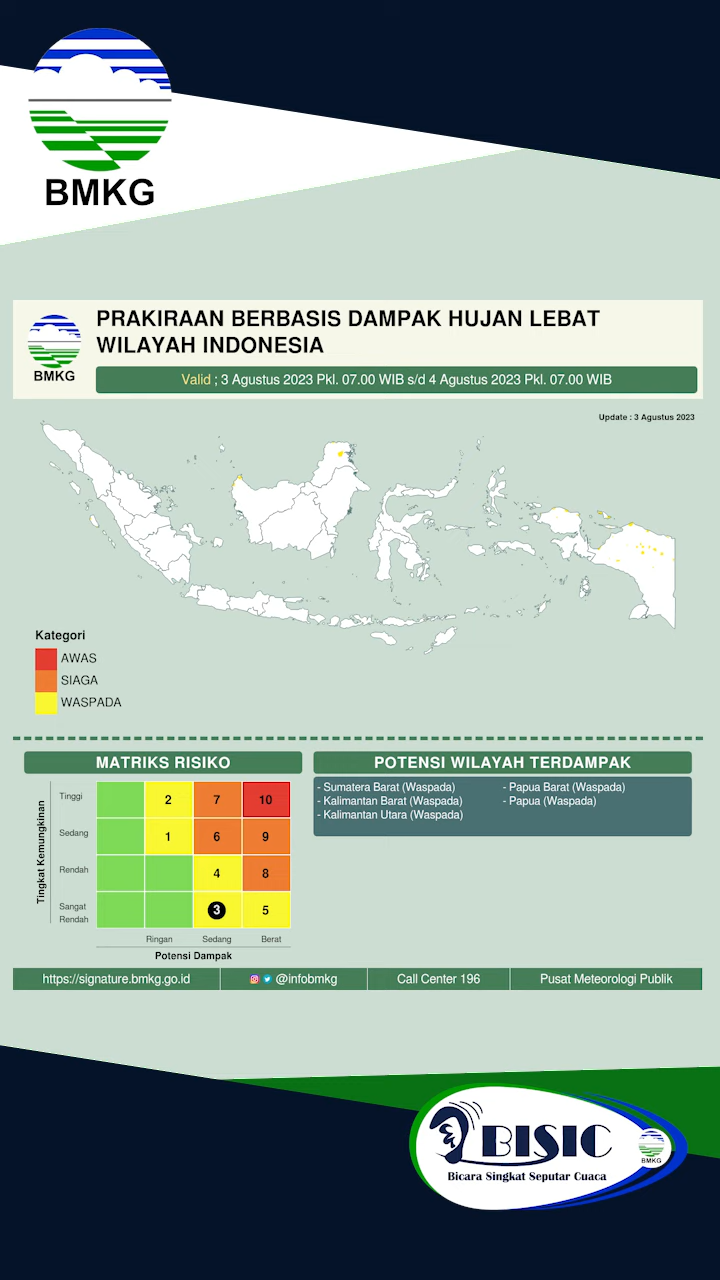 BMKG
PRAKIRAAN BERBASIS DAMPAK HUJAN LEBAT
WILAYAH INDONESIA
BMKG
Valid ; 3 Agustus 2023 Pkl. 07.00 WIB s/d 4 Agustus 2023 Pkl. 07.00 WIB
Update : 3 Agustus 2023
Kategori
AWAS
SIAGA
WASPADA
MATRIKS RISIKO
Tingkat Kemungkinan
Tinggi
2 7 10
Sedang
1 6 9
Rendah
4 8
Sangat
Rendah
3 5
Ringan Sedang Berat
Potensi Dampak
POTENSI WILAYAH TERDAMPAK
- Sumatera Barat (Waspada)
- Kalimantan Barat (Waspada)
- Kalimantan Utara (Waspada)
- Papua Barat (Waspada)
- Papua (Waspada)
https://signature.bmkg.go.id
@infobmkg
Call Center 196
Pusat Meteorologi Publik
BISIC
BMKG
Bicara Singkat Seputar Cuaca